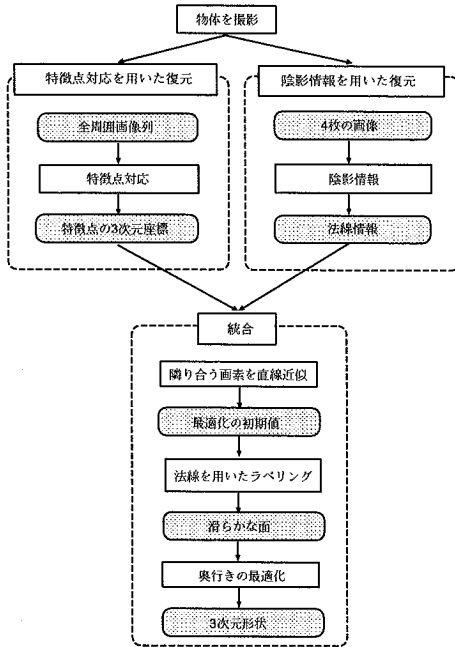 物体を撮影
特徴点対応を用いた復元
全周囲画像列
特徴点対応
特徴点の3次元座標
陰影情報を用いた復元
4枚の画像
陰影情報
法線情報
統合
隣り合う画素を直線近似
最適化の初期値
法線を用いたラベリング
滑らかな面
奥行きの最適化
3次元形状